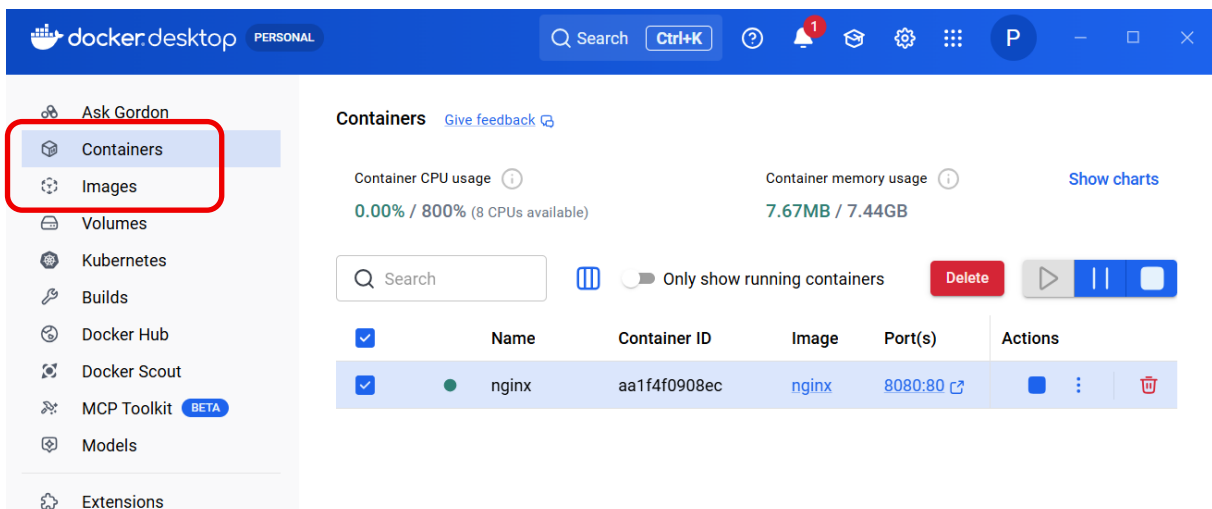 docker.desktop PERSONAL Search Ctrl+K 1 P
Ask Gordon
Containers
Images
Volumes
Kubernetes
Builds
Docker Hub
Docker Scout
MCP Toolkit BETA
Models
Extensions
Containers Give feedback
Container CPU usage
0.00% / 800% (8 CPUs available)
Container memory usage
7.67MB / 7.44GB
Show charts
Search Only show running containers Delete
Name Container ID Image Port(s) Actions
nginx aa1f4f0908ec nginx 8080:80